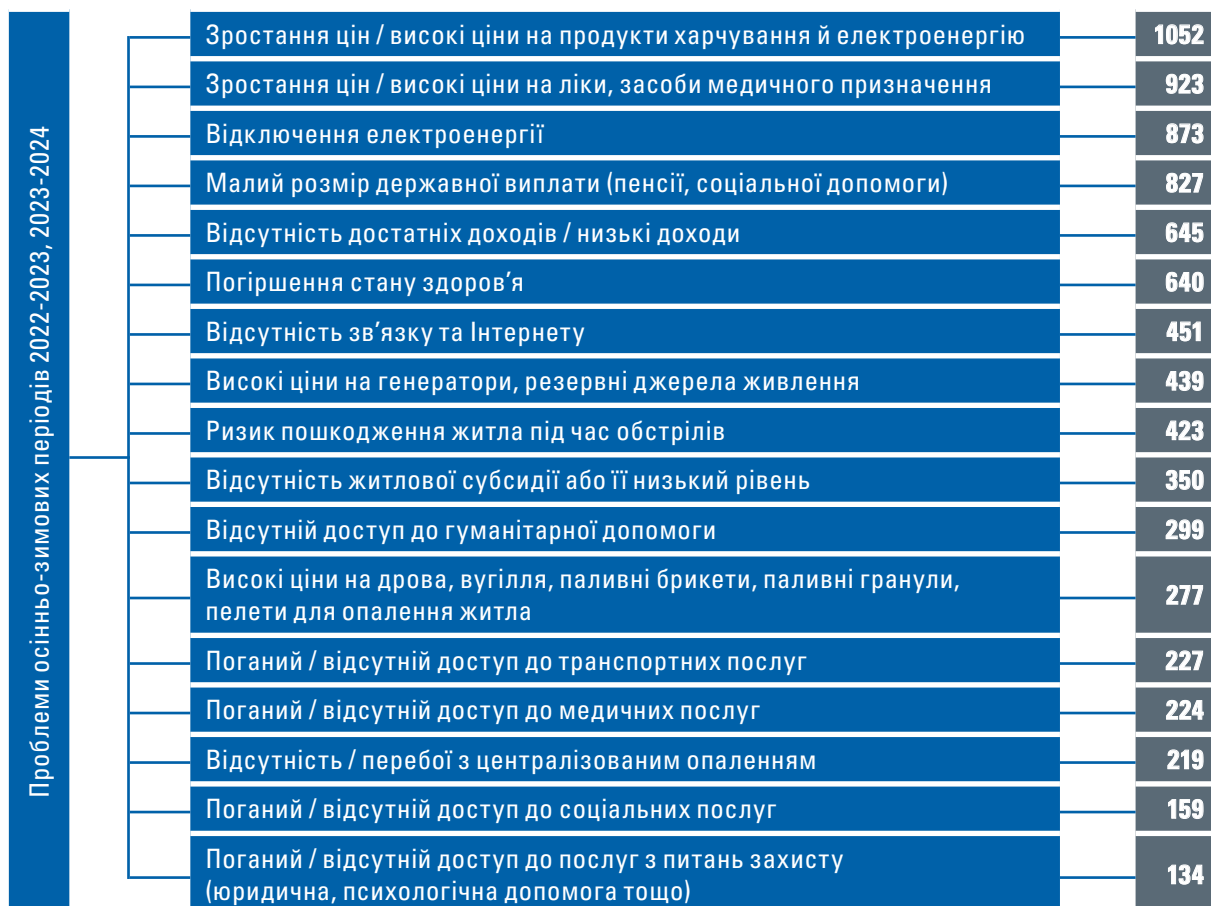 Проблеми осінньо-зимових періодів 2022-2023, 2023-2024
Зростання цін / високі ціни на продукти харчування й електроенергію 1052
Зростання цін / високі ціни на ліки, засоби медичного призначення 923
Відключення електроенергії 873
Малий розмір державної виплати (пенсії, соціальної допомоги) 827
Відсутність достатніх доходів / низькі доходи 645
Погіршення стану здоров’я 640
Відсутність зв’язку та Інтернету 451
Високі ціни на генератори, резервні джерела живлення 439
Ризик пошкодження житла під час обстрілів 423
Відсутність житлової субсидії або її низький рівень 350
Відсутній доступ до гуманітарної допомоги 299
Високі ціни на дрова, вугілля, паливні брикети, паливні гранули,
пелети для опалення житла 277
Поганий / відсутній доступ до транспортних послуг 227
Поганий / відсутній доступ до медичних послуг 224
Відсутність / перебої з централізованим опаленням 219
Поганий / відсутній доступ до соціальних послуг 159
Поганий / відсутній доступ до послуг з питань захисту
(юридична, психологічна допомога тощо) 134